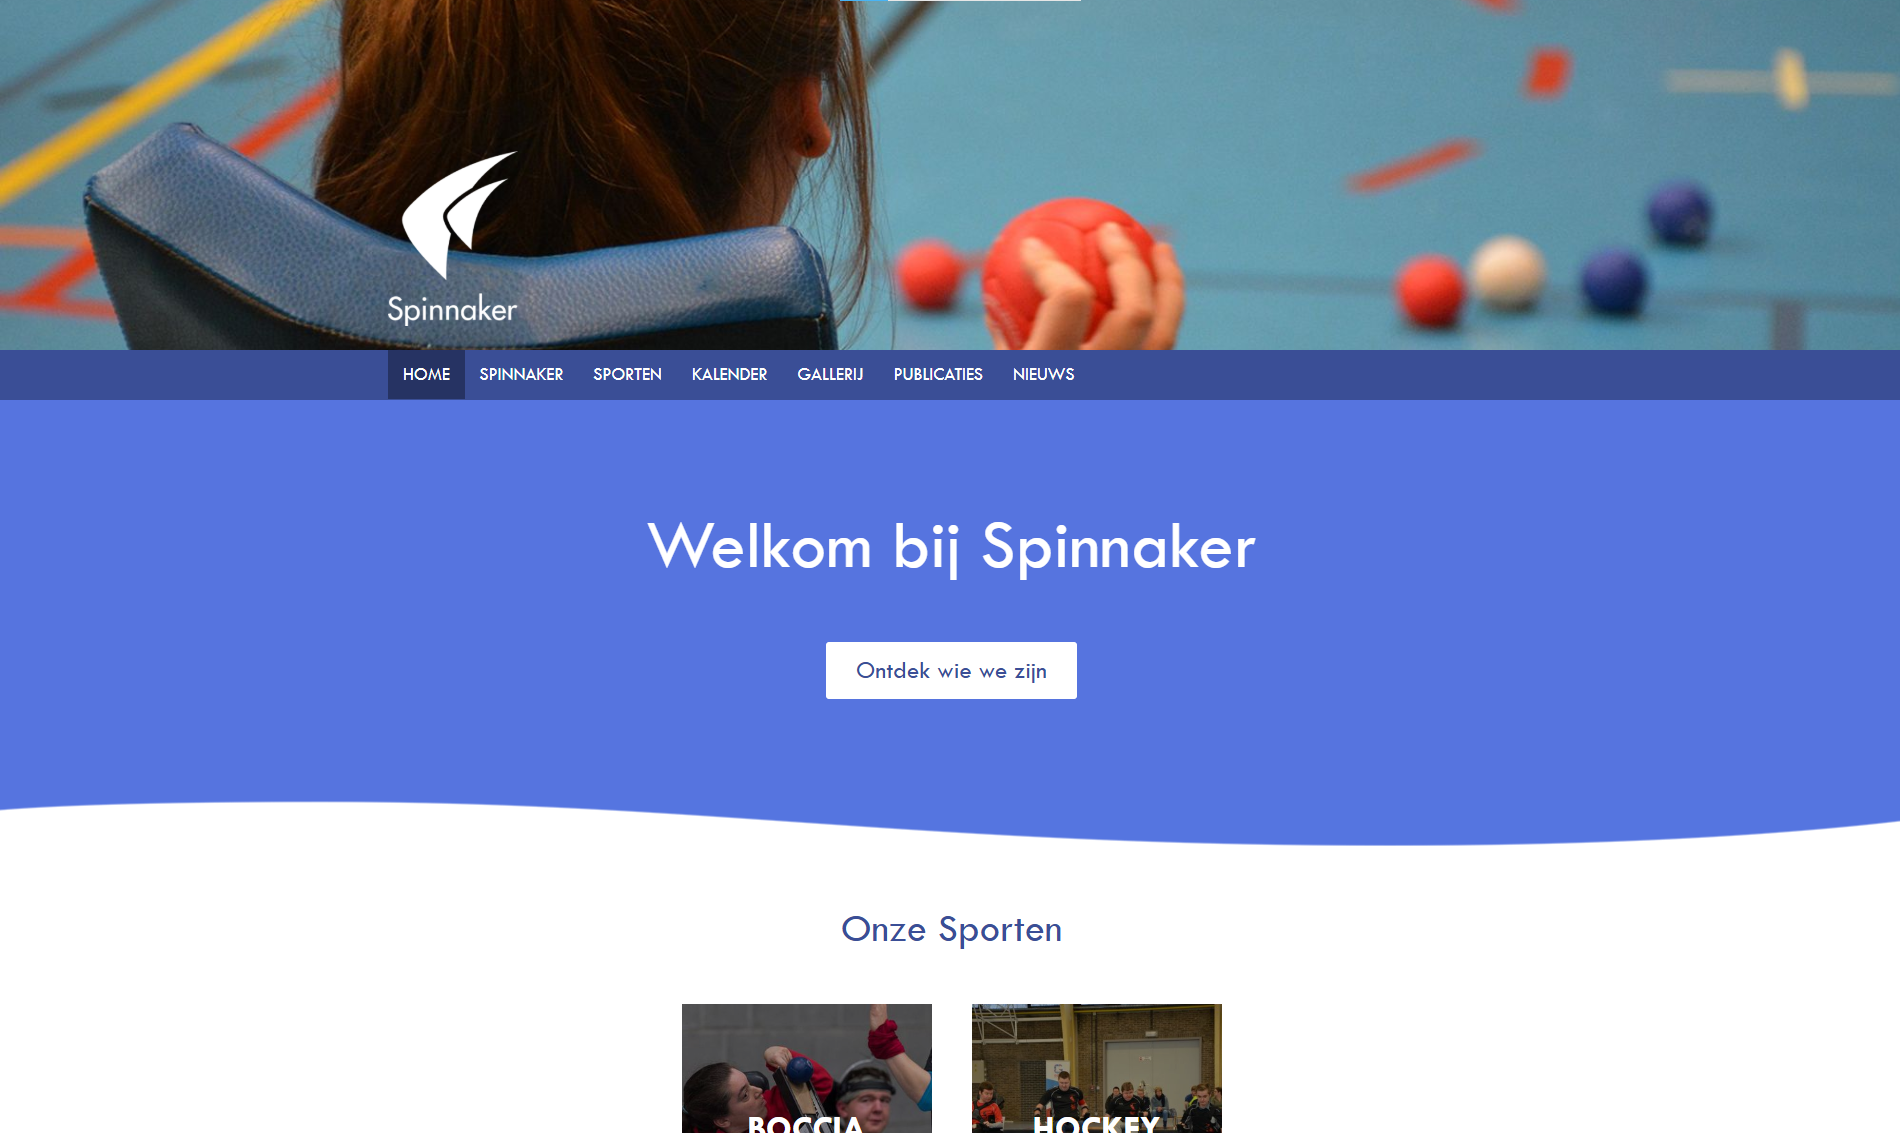 Spinnaker
HOME SPINNAKER SPORTEN KALENDER GALLERIJ PUBLICATIES NIEUWS
Welkom bij Spinnaker
Ontdek wie we zijn
Onze Sporten
BOCCIA HOCKEY